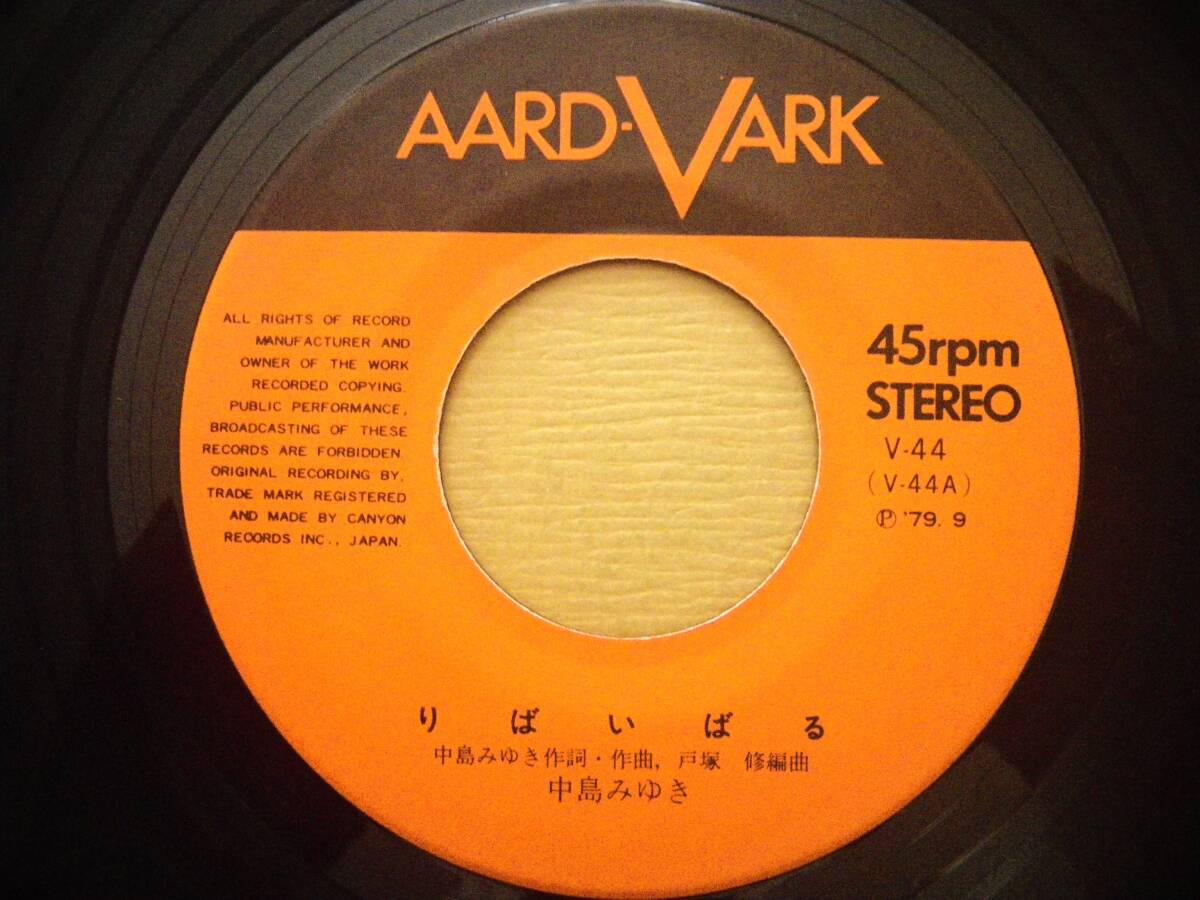 AARD-VARK
ALL RIGHTS OF RECORD
MANUFACTURER AND
OWNER OF THE WORK
RECORDED COPYING.
PUBLIC PERFORMANCE,
BROADCASTING OF THESE
RECORDS ARE FORBIDDEN.
ORIGINAL RECORDING BY,
TRADE MARK REGISTERED
AND MADE BY CANYON
RECORDS INC., JAPAN.
45rpm
STEREO
V-44
(V-44A)
Ⓟ '79. 9
りばいばる
中島みゆき作詞・作曲, 戸塚 修編曲
中島みゆき